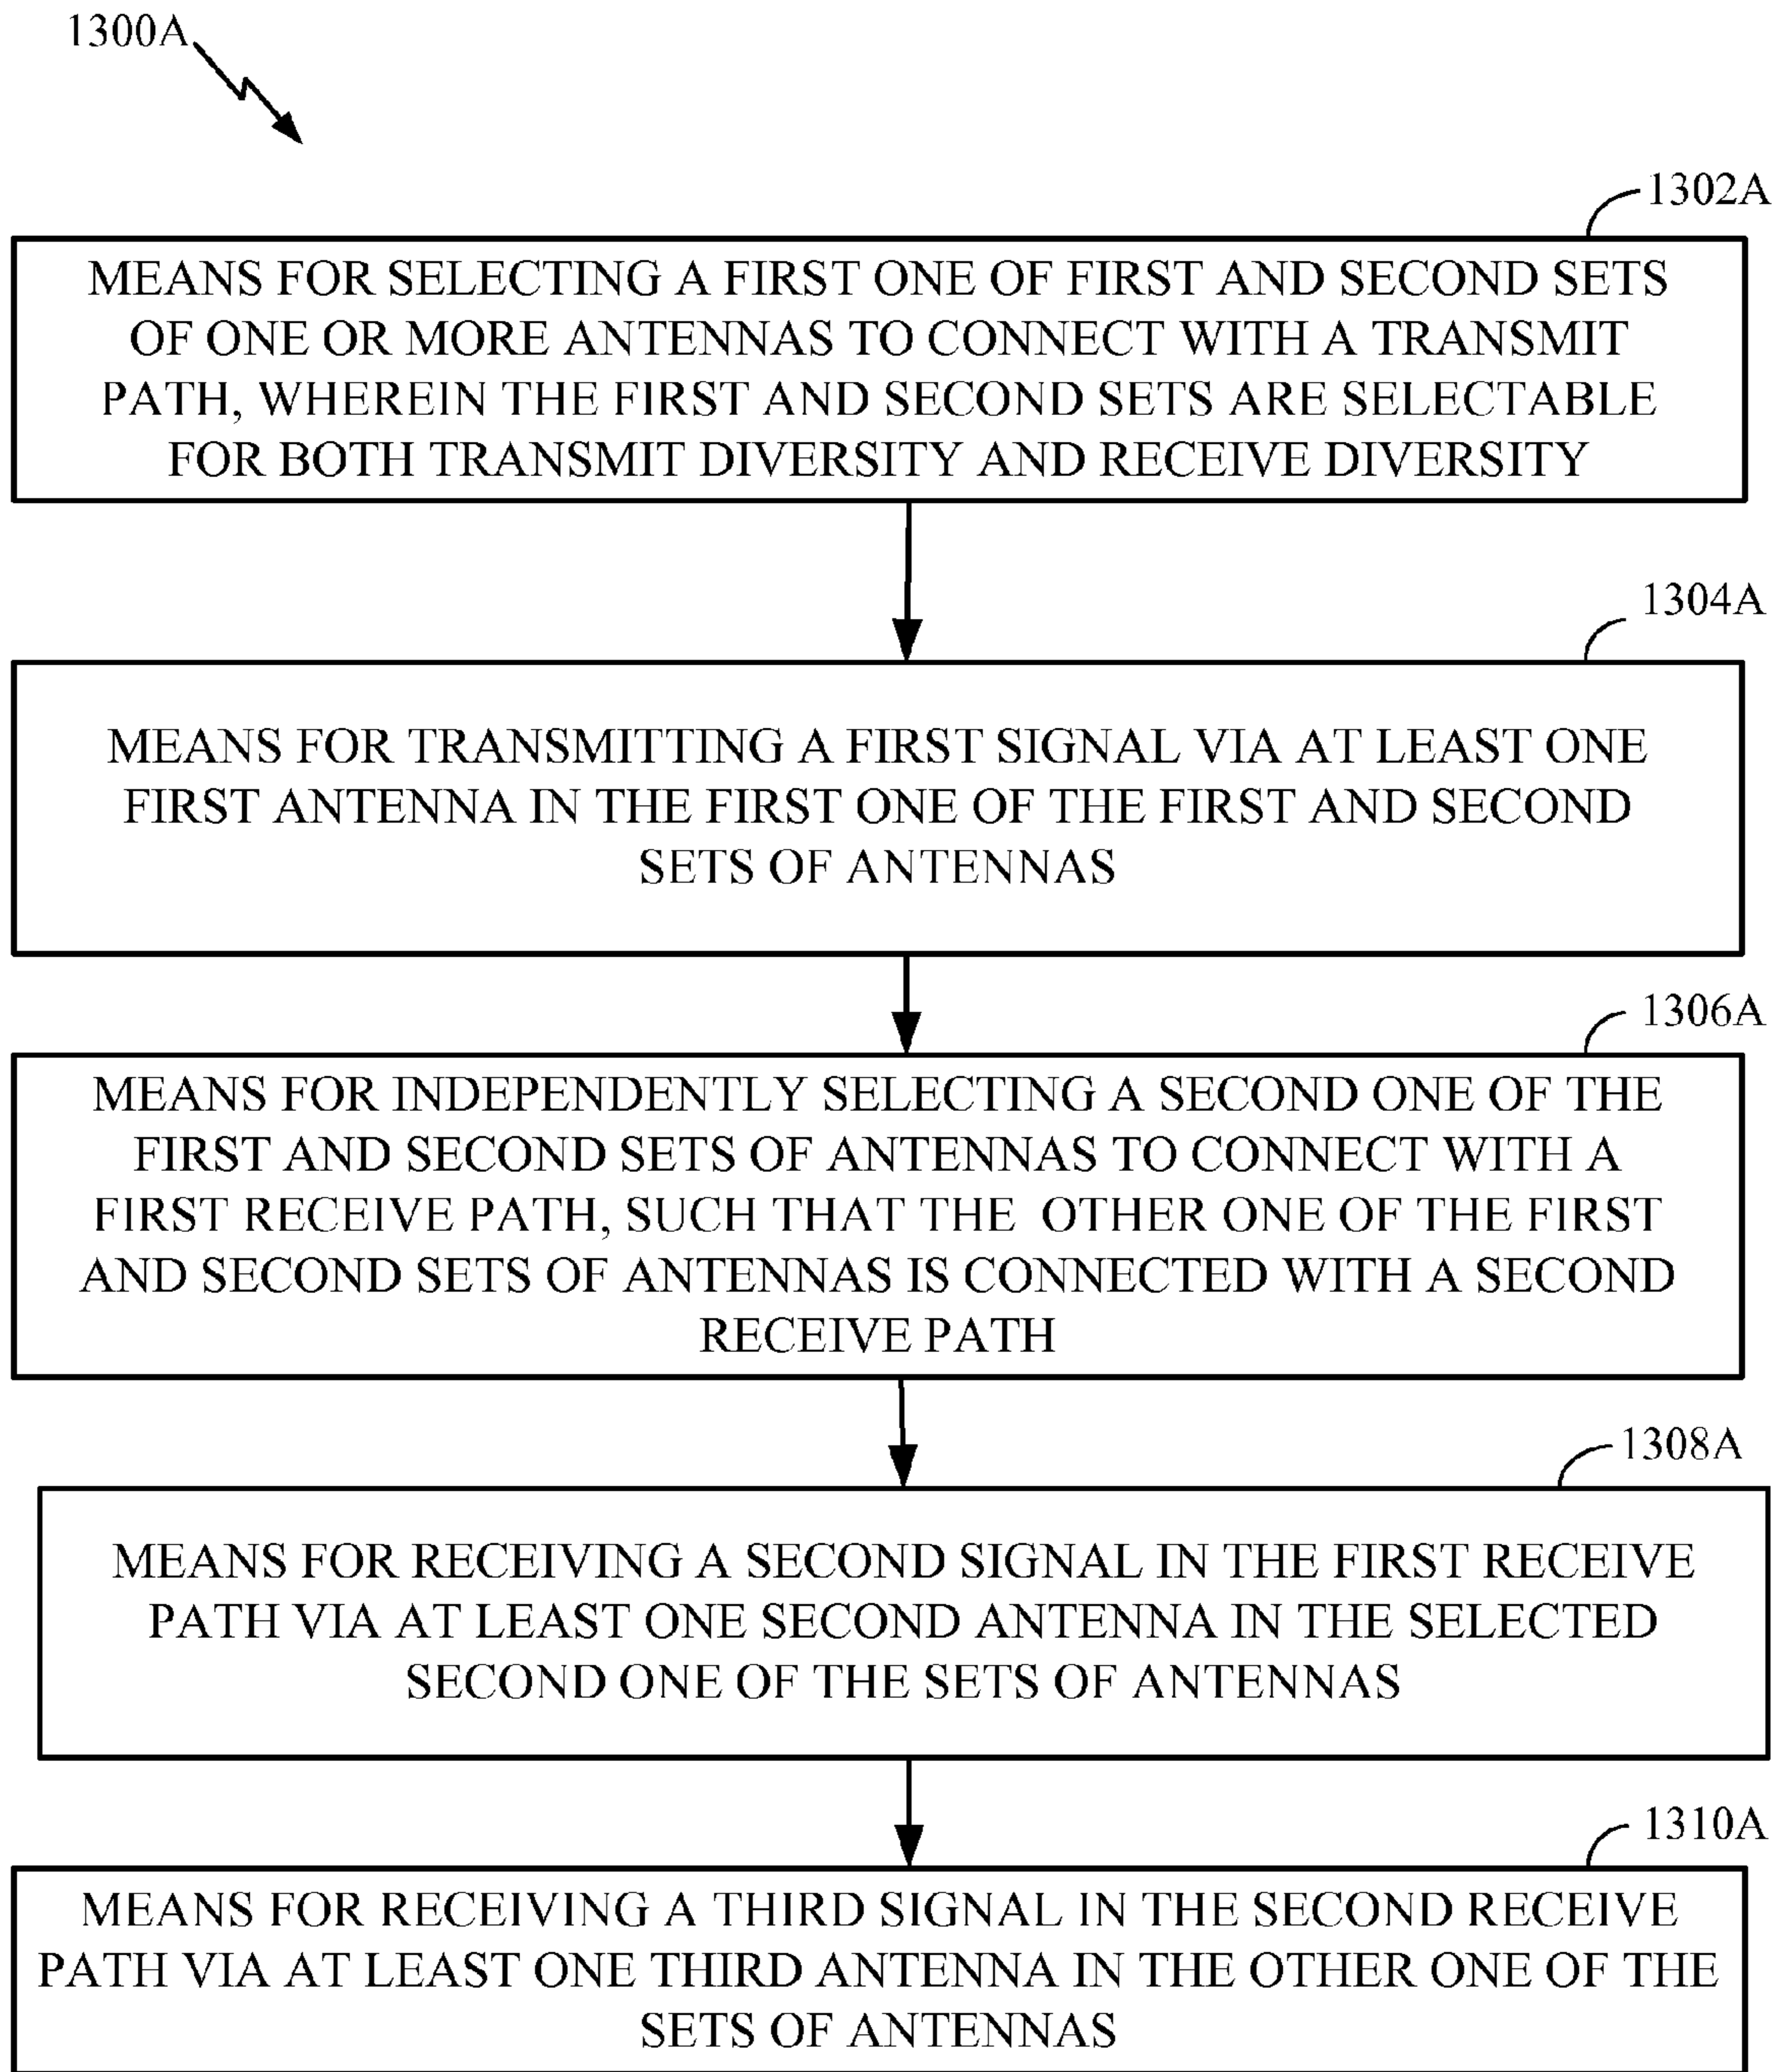 1300A
1302A
MEANS FOR SELECTING A FIRST ONE OF FIRST AND SECOND SETS
OF ONE OR MORE ANTENNAS TO CONNECT WITH A TRANSMIT
PATH, WHEREIN THE FIRST AND SECOND SETS ARE SELECTABLE
FOR BOTH TRANSMIT DIVERSITY AND RECEIVE DIVERSITY
1304A
MEANS FOR TRANSMITTING A FIRST SIGNAL VIA AT LEAST ONE
FIRST ANTENNA IN THE FIRST ONE OF THE FIRST AND SECOND
SETS OF ANTENNAS
1306A
MEANS FOR INDEPENDENTLY SELECTING A SECOND ONE OF THE
FIRST AND SECOND SETS OF ANTENNAS TO CONNECT WITH A
FIRST RECEIVE PATH, SUCH THAT THE OTHER ONE OF THE FIRST
AND SECOND SETS OF ANTENNAS IS CONNECTED WITH A SECOND
RECEIVE PATH
1308A
MEANS FOR RECEIVING A SECOND SIGNAL IN THE FIRST RECEIVE
PATH VIA AT LEAST ONE SECOND ANTENNA IN THE SELECTED
SECOND ONE OF THE SETS OF ANTENNAS
1310A
MEANS FOR RECEIVING A THIRD SIGNAL IN THE SECOND RECEIVE
PATH VIA AT LEAST ONE THIRD ANTENNA IN THE OTHER ONE OF THE
SETS OF ANTENNAS